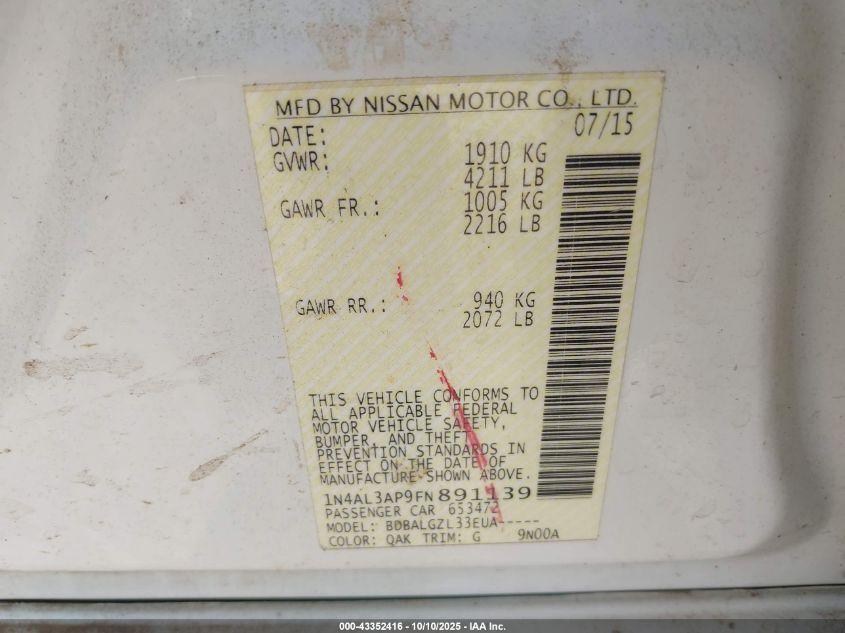 MFD BY NISSAN MOTOR CO., LTD.
DATE: 07/15
GVWR: 1910 KG
4211 LB
GAWR FR.: 1005 KG
2216 LB
GAWR RR.: 940 KG
2072 LB
THIS VEHICLE CONFORMS TO
ALL APPLICABLE FEDERAL
MOTOR VEHICLE SAFETY,
BUMPER, AND THEFT
PREVENTION STANDARDS IN
EFFECT ON THE DATE OF
MANUFACTURE SHOWN ABOVE.
1N4AL3AP9FN891139
PASSENGER CAR 653472
MODEL: BDBALGZL33EUA-----
COLOR: QAK TRIM: G 9N00A
000-43352416 - 10/10/2025 - IAA Inc.